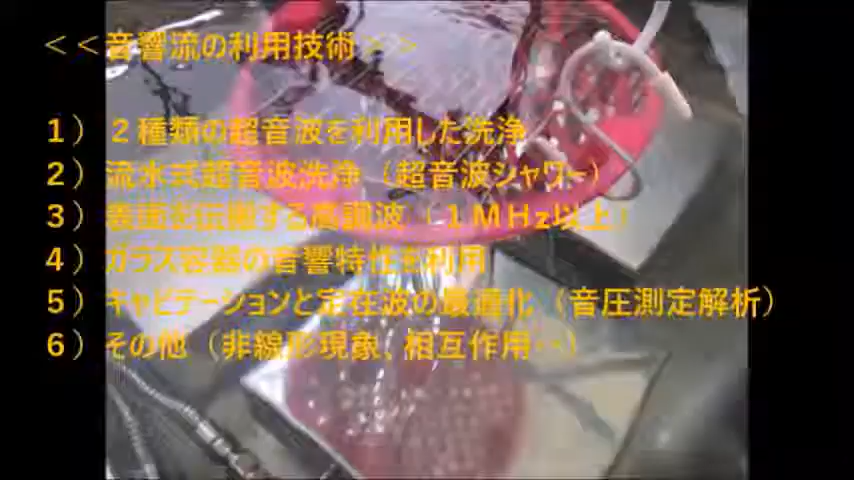 ＜＜音響流の利用技術＞＞
１）２種類の超音波を利用した洗浄
２）流水式超音波洗浄（超音波シャワー）
３）表面を伝搬する高調波（１ＭＨz以上）
４）ガラス容器の音響特性を利用
５）キャビテーションと定在波の最適化（音圧測定解析）
６）その他（非線形現象、相互作用・・）